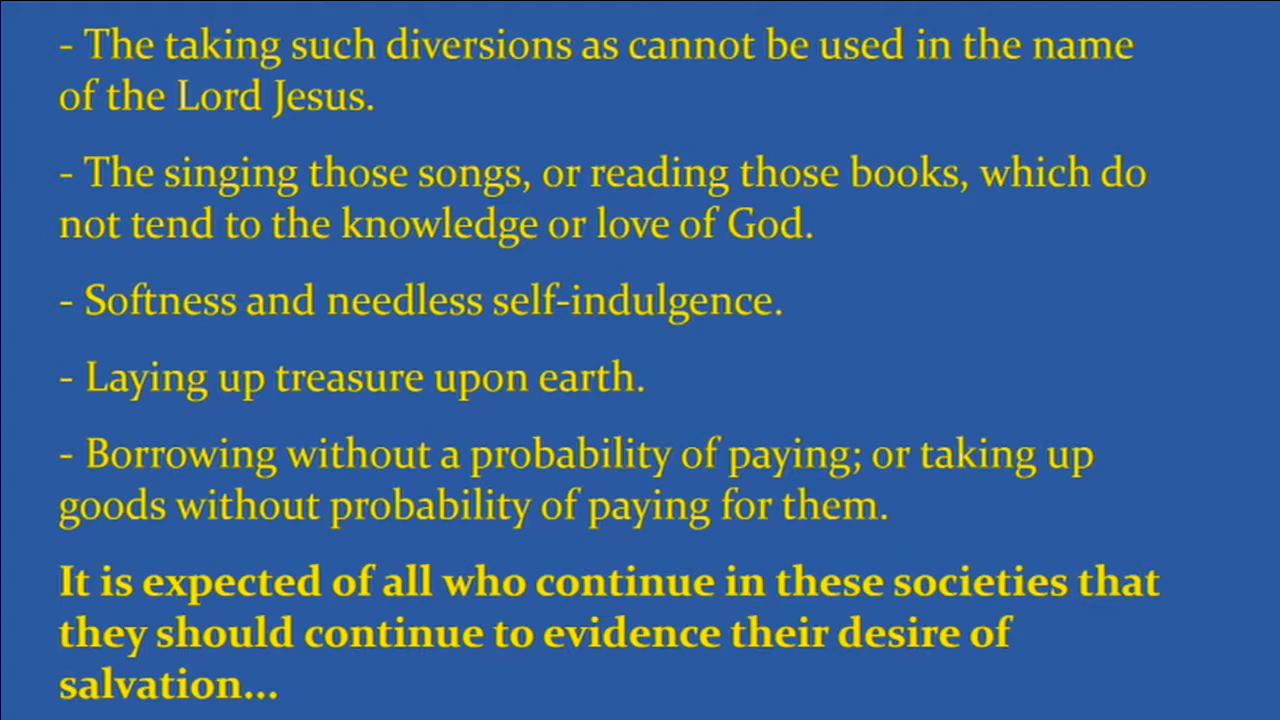 - The taking such diversions as cannot be used in the name
of the Lord Jesus.
- The singing those songs, or reading those books, which do
not tend to the knowledge or love of God.
- Softness and needless self-indulgence.
- Laying up treasure upon earth.
- Borrowing without a probability of paying; or taking up
goods without probability of paying for them.
It is expected of all who continue in these societies that
they should continue to evidence their desire of
salvation...